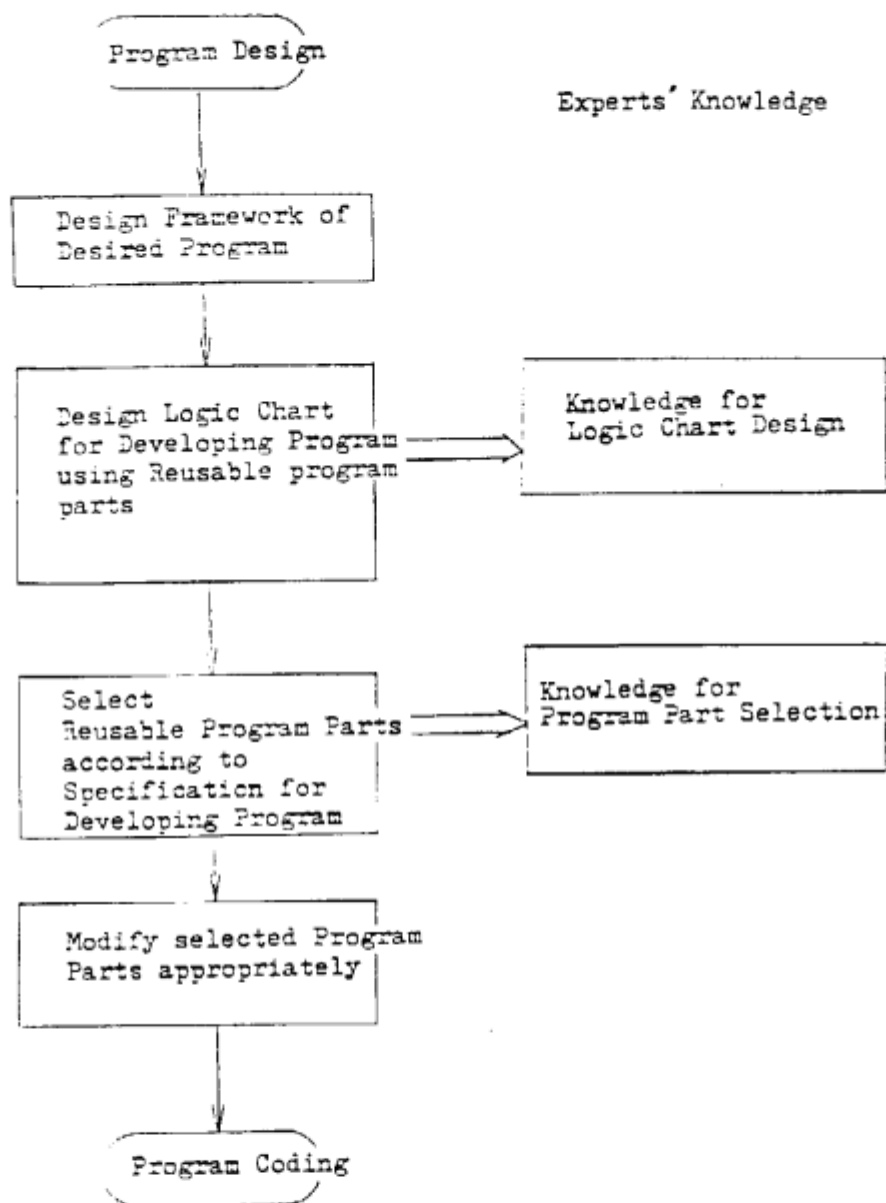 Program Design
Experts' Knowledge
Design Framework of
Desired Program
Design Logic Chart
for Developing Program
using Reusable program
parts
Knowledge for
Logic Chart Design
Select
Reusable Program Parts
according to
Specification for
Developing Program
Knowledge for
Program Part Selection
Modify selected Program
Parts appropriately
Program Coding